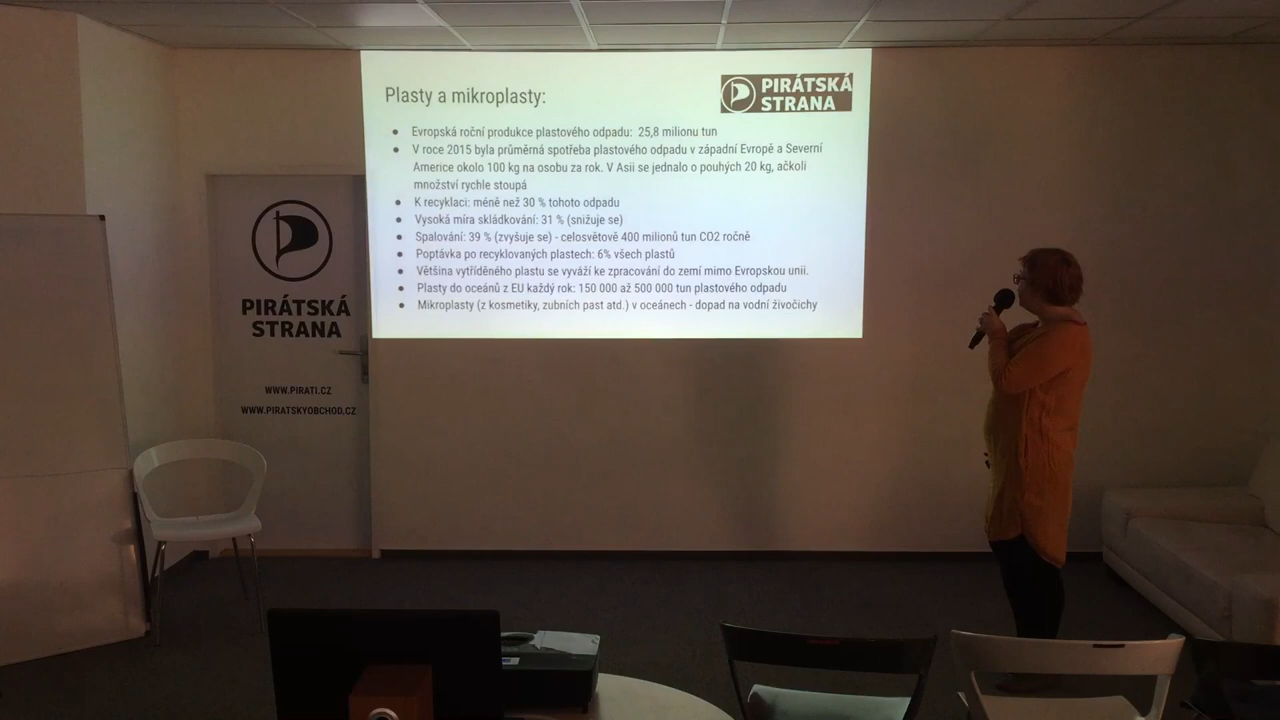 Plasty a mikroplasty:
PIRÁTSKÁ
STRANA
● Evropská roční produkce plastového odpadu: 25,8 milionu tun
● V roce 2015 byla průměrná spotřeba plastového odpadu v západní Evropě a Severní
Americe okolo 100 kg na osobu za rok. V Asii se jednalo o pouhých 20 kg, ačkoli
množství rychle stoupá
● K recyklaci: méně než 30 % tohoto odpadu
● Vysoká míra skládkování: 31 % (snižuje se)
● Spalování: 39 % (zvyšuje se) - celosvětově 400 milionů tun CO2 ročně
● Poptávka po recyklovaných plastech: 6% všech plastů
● Většina vytříděného plastu se vyváží ke zpracování do zemí mimo Evropskou unii.
● Plasty do oceánů z EU každý rok: 150 000 až 500 000 tun plastového odpadu
● Mikroplasty (z kosmetiky, zubních past atd.) v oceánech - dopad na vodní živočichy
PIRÁTSKÁ
STRANA
WWW.PIRATI.CZ
WWW.PIRATSKYOBCHOD.CZ